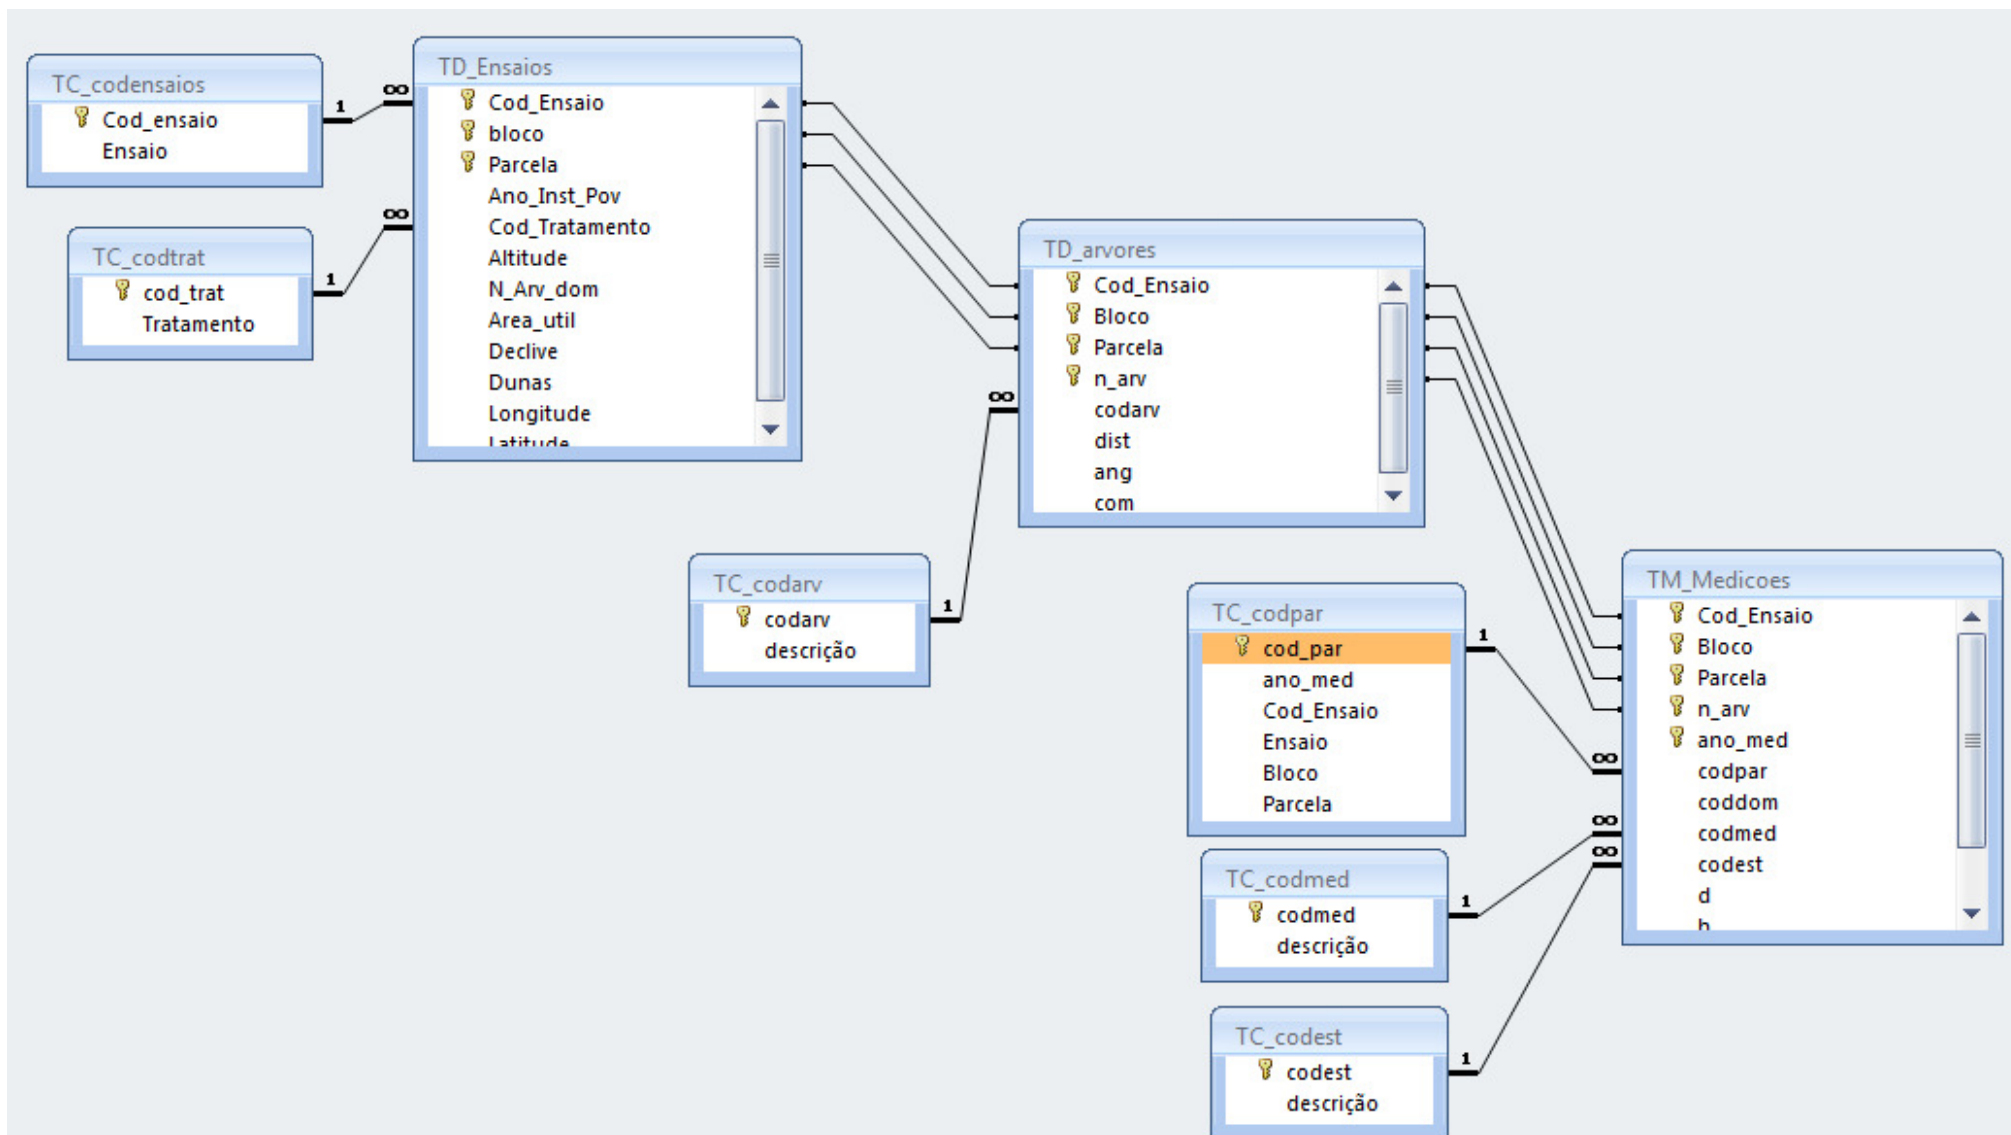 TC_codensaios
Cod_ensaio
Ensaio
1
∞
TC_codtrat
cod_trat
Tratamento
1
∞
TD_Ensaios
Cod_Ensaio
bloco
Parcela
Ano_Inst_Pov
Cod_Tratamento
Altitude
N_Arv_dom
Area_util
Declive
Dunas
Longitude
Latitude
TD_arvores
Cod_Ensaio
Bloco
Parcela
n_arv
codarv
dist
ang
com
∞
TC_codarv
codarv
descrição
1
TC_codpar
cod_par
ano_med
Cod_Ensaio
Ensaio
Bloco
Parcela
1
∞
TC_codmed
codmed
descrição
1
∞
TC_codest
codest
descrição
1
∞
TM_Medicoes
Cod_Ensaio
Bloco
Parcela
n_arv
ano_med
codpar
coddom
codmed
codest
d
h